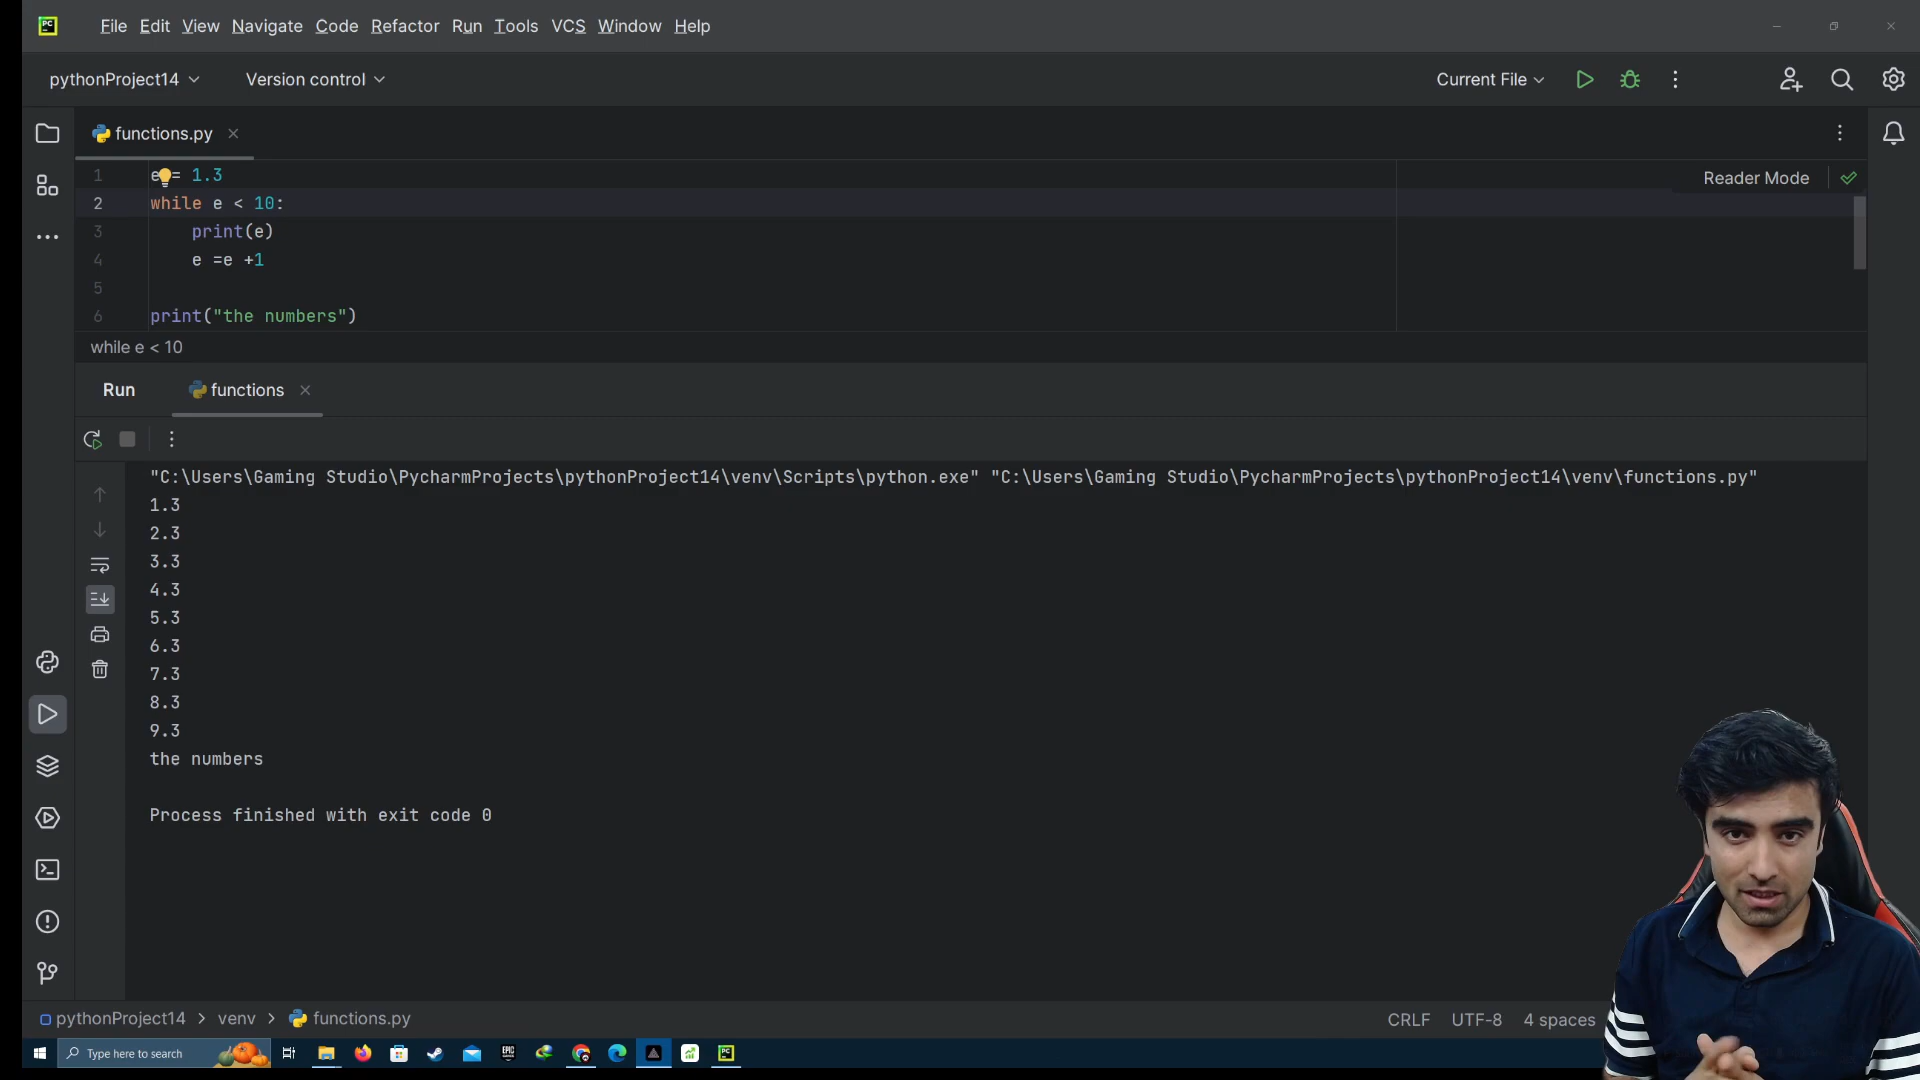 PC
File Edit View Navigate Code Refactor Run Tools VCS Window Help
pythonProject14 Version control Current File
functions.py
Reader Mode
1 e = 1.3
2 while e < 10:
3 print(e)
4 e =e +1
5
6 print("the numbers")
while e < 10
Run functions
"C:\Users\Gaming Studio\PycharmProjects\pythonProject14\venv\Scripts\python.exe" "C:\Users\Gaming Studio\PycharmProjects\pythonProject14\venv\functions.py"
1.3
2.3
3.3
4.3
5.3
6.3
7.3
8.3
9.3
the numbers
Process finished with exit code 0
pythonProject14 > venv > functions.py CRLF UTF-8 4 spaces
Type here to search
EPIC
PC